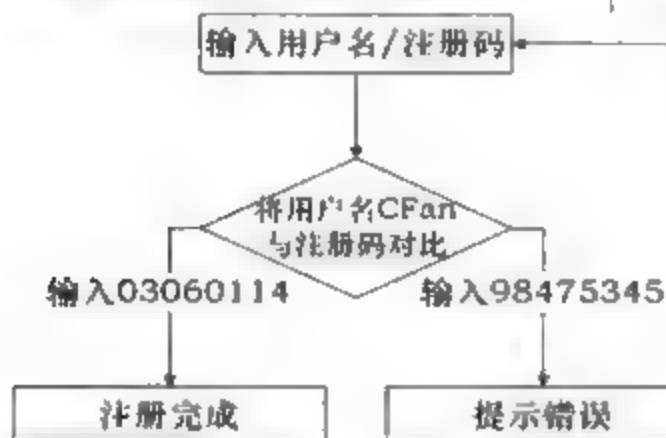 输入用户名/注册码
将用户名CFan
与注册码对比
输入03060114
输入98475345
注册完成
提示错误